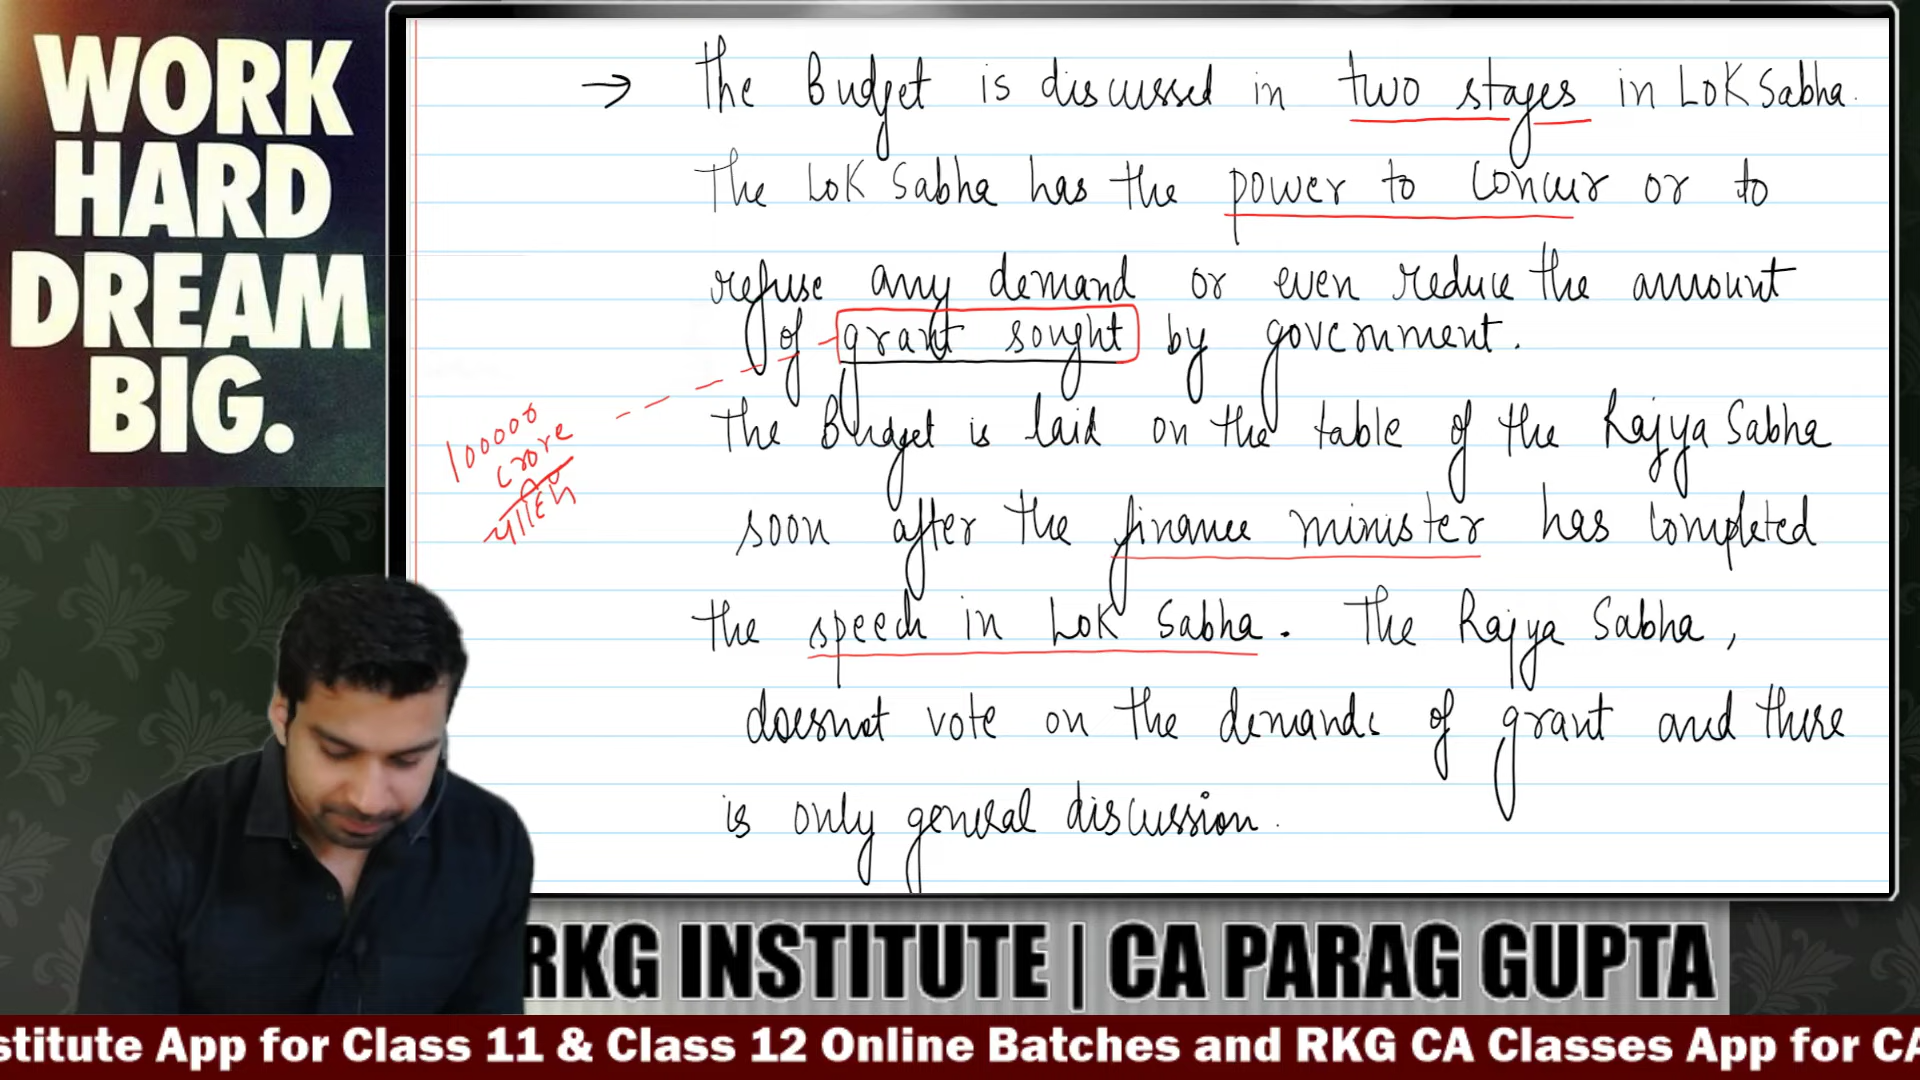 WORK
HARD
DREAM
BIG.
→ The Budget is discussed in two stages in Lok Sabha.
The Lok Sabha has the power to concur or to
refuse any demand or even reduce the amount
of grant sought by government.
100000
crore
The Budget is laid on the table of the Rajya Sabha
soon after the finance minister has completed
the speech in Lok Sabha. The Rajya Sabha,
doesnot vote on the demands of grant and there
is only general discussion.
RKG INSTITUTE | CA PARAG GUPTA
stitute App for Class 11 & Class 12 Online Batches and RKG CA Classes App for CA